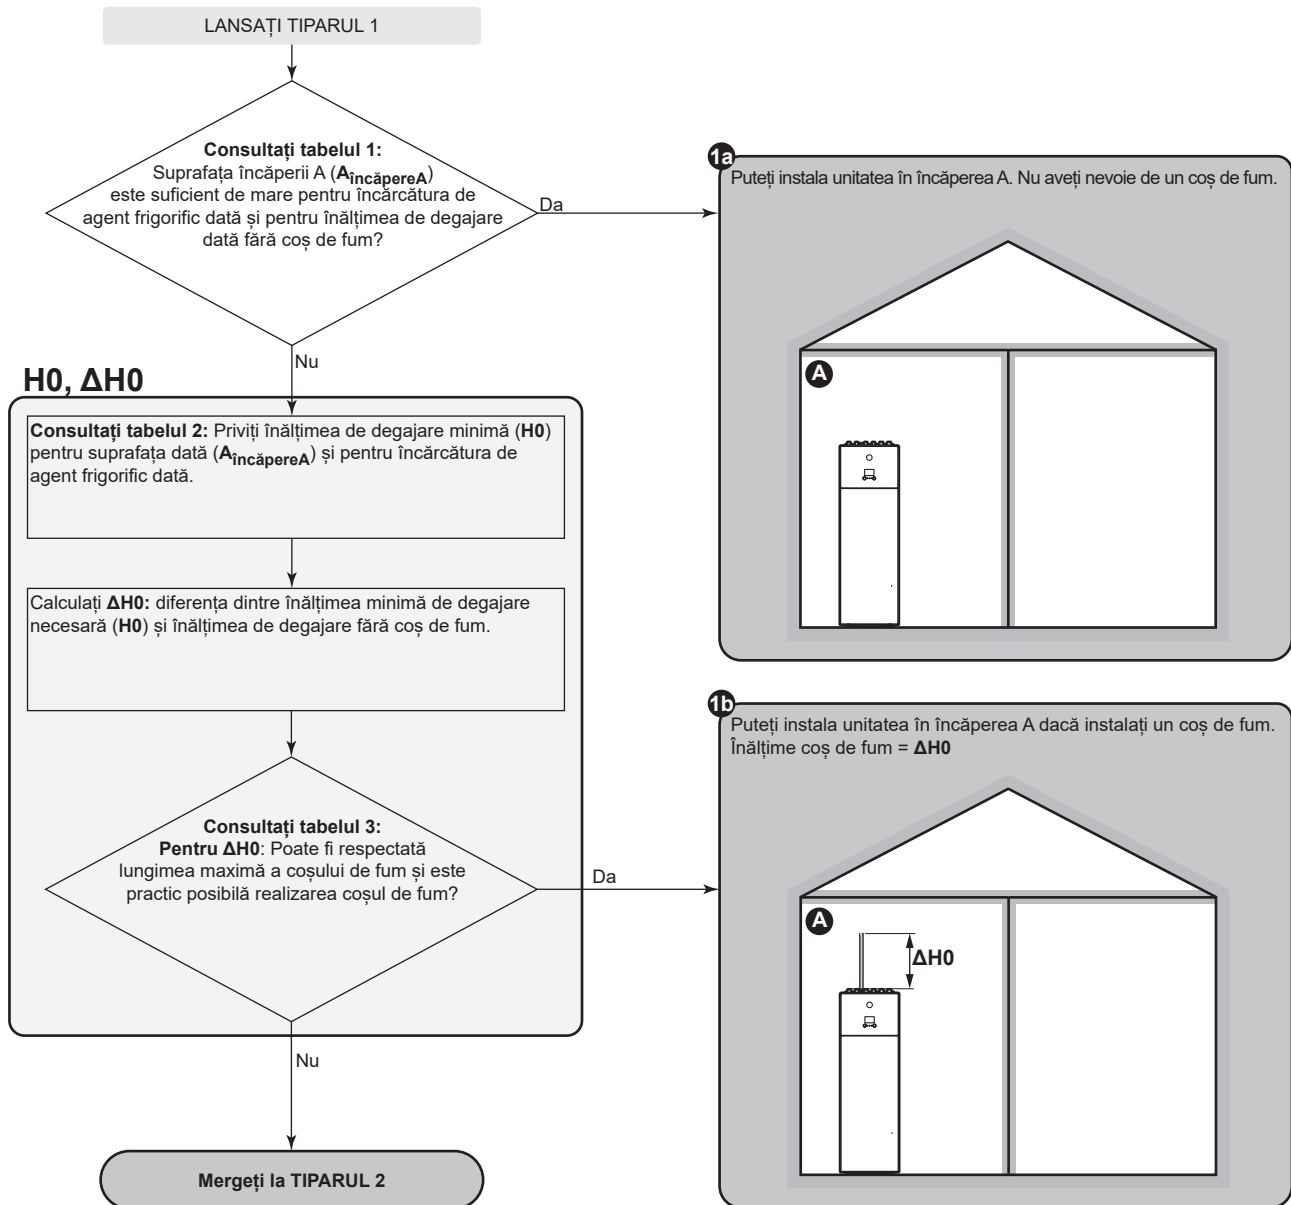 LANSAȚI TIPARUL 1
Consultați tabelul 1:
Suprafața încăperii A (AîncăpereA)
este suficient de mare pentru încărcătura de
agent frigorific dată și pentru înălțimea de degajare
dată fără coș de fum?
Da
Nu
1a
Puteți instala unitatea în încăperea A. Nu aveți nevoie de un coș de fum.
A
H0, ΔH0
Consultați tabelul 2: Priviți înălțimea de degajare minimă (H0)
pentru suprafața dată (AîncăpereA) și pentru încărcătura de
agent frigorific dată.
Calculați ΔH0: diferența dintre înălțimea minimă de degajare
necesară (H0) și înălțimea de degajare fără coș de fum.
Consultați tabelul 3:
Pentru ΔH0: Poate fi respectată
lungimea maximă a coșului de fum și este
practic posibilă realizarea coșul de fum?
Da
Nu
1b
Puteți instala unitatea în încăperea A dacă instalați un coș de fum.
Înălțime coș de fum = ΔH0
A
ΔH0
Mergeți la TIPARUL 2